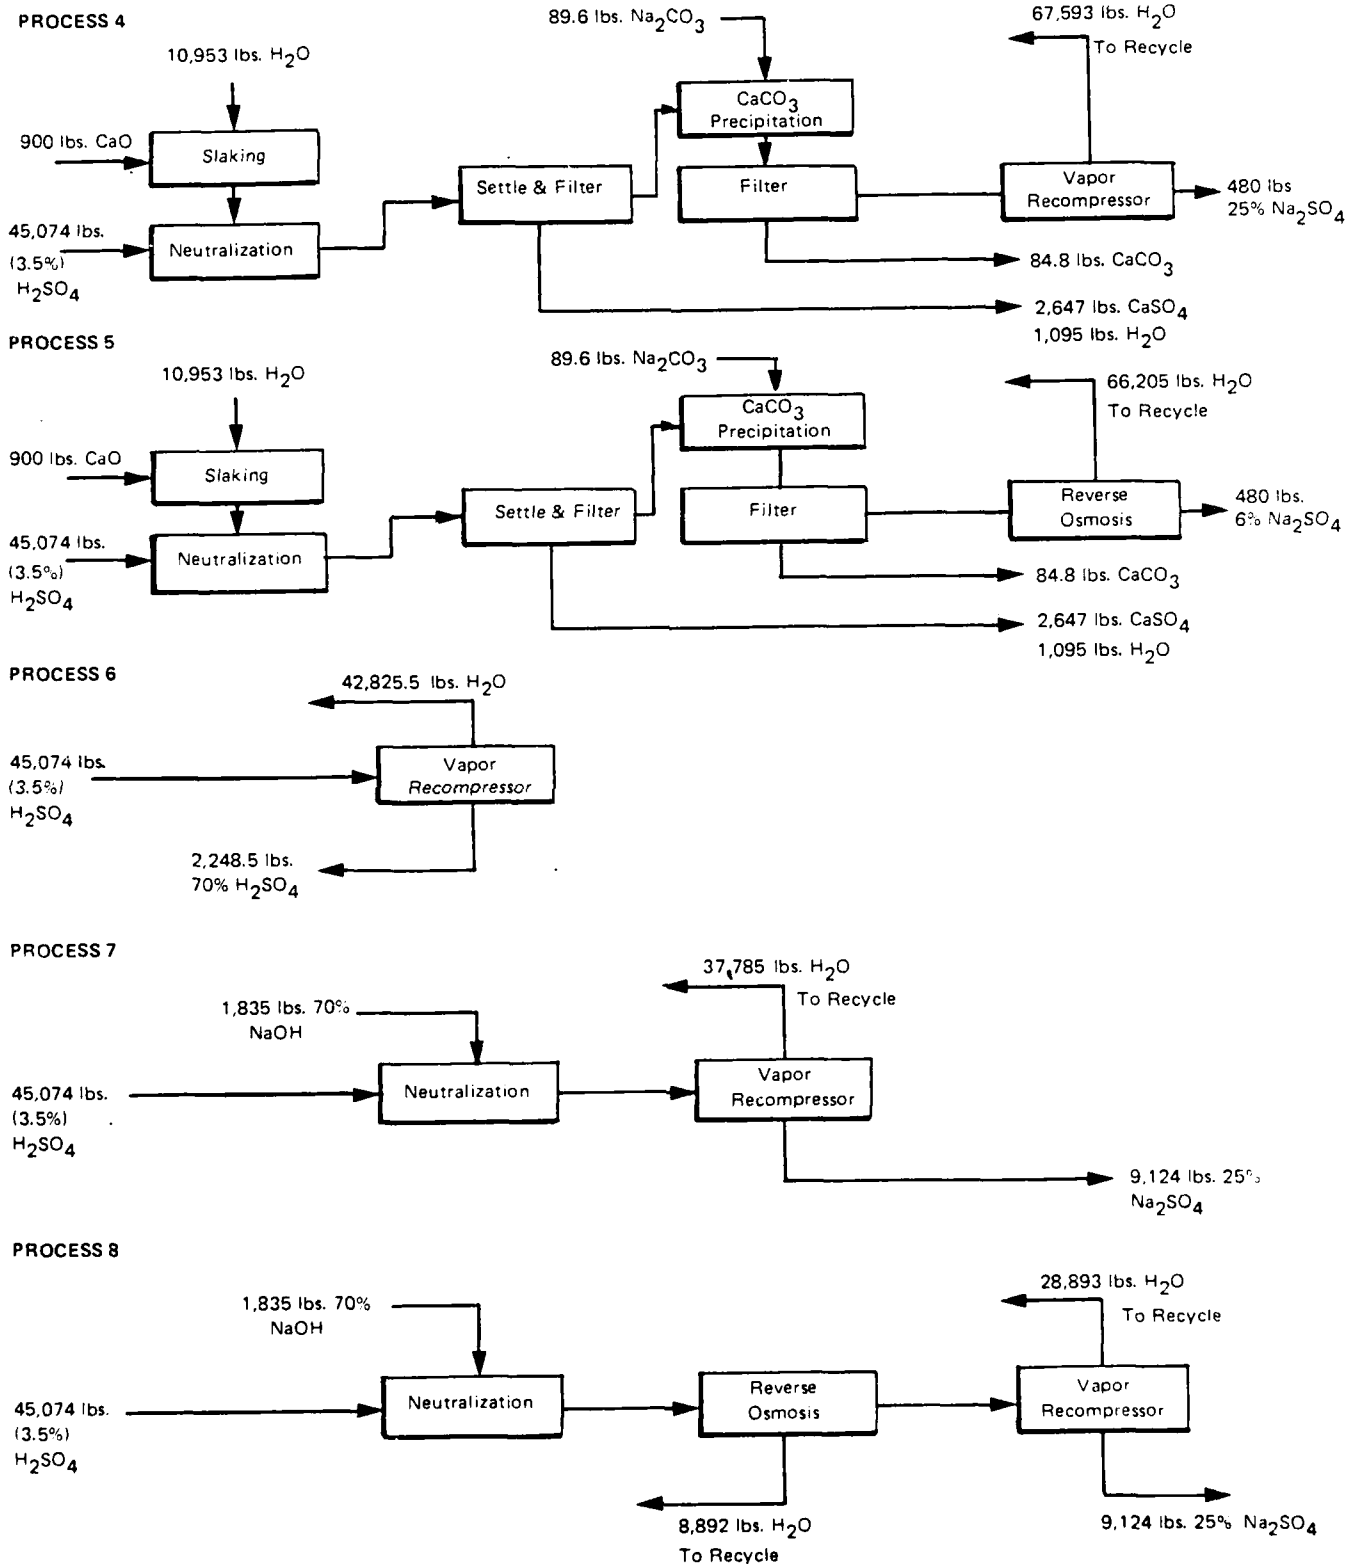 PROCESS 4
10,953 lbs. H2O
89.6 lbs. Na2CO3
67,593 lbs. H2O
To Recycle
900 lbs. CaO
Slaking
CaCO3
Precipitation
45,074 lbs.
(3.5%)
H2SO4
Neutralization
Settle & Filter
Filter
Vapor
Recompressor
480 lbs
25% Na2SO4
84.8 lbs. CaCO3
2,647 lbs. CaSO4
1,095 lbs. H2O
PROCESS 5
10,953 lbs. H2O
89.6 lbs. Na2CO3
66,205 lbs. H2O
To Recycle
900 lbs. CaO
Slaking
CaCO3
Precipitation
45,074 lbs.
(3.5%)
H2SO4
Neutralization
Settle & Filter
Filter
Reverse
Osmosis
480 lbs.
6% Na2SO4
84.8 lbs. CaCO3
2,647 lbs. CaSO4
1,095 lbs. H2O
PROCESS 6
42,825.5 lbs. H2O
45,074 lbs.
(3.5%)
H2SO4
Vapor
Recompressor
2,248.5 lbs.
70% H2SO4
PROCESS 7
37,785 lbs. H2O
To Recycle
1,835 lbs. 70%
NaOH
45,074 lbs.
(3.5%)
H2SO4
Neutralization
Vapor
Recompressor
9,124 lbs. 25%
Na2SO4
PROCESS 8
1,835 lbs. 70%
NaOH
28,893 lbs. H2O
To Recycle
45,074 lbs.
(3.5%)
H2SO4
Neutralization
Reverse
Osmosis
Vapor
Recompressor
8,892 lbs. H2O
To Recycle
9,124 lbs. 25% Na2SO4